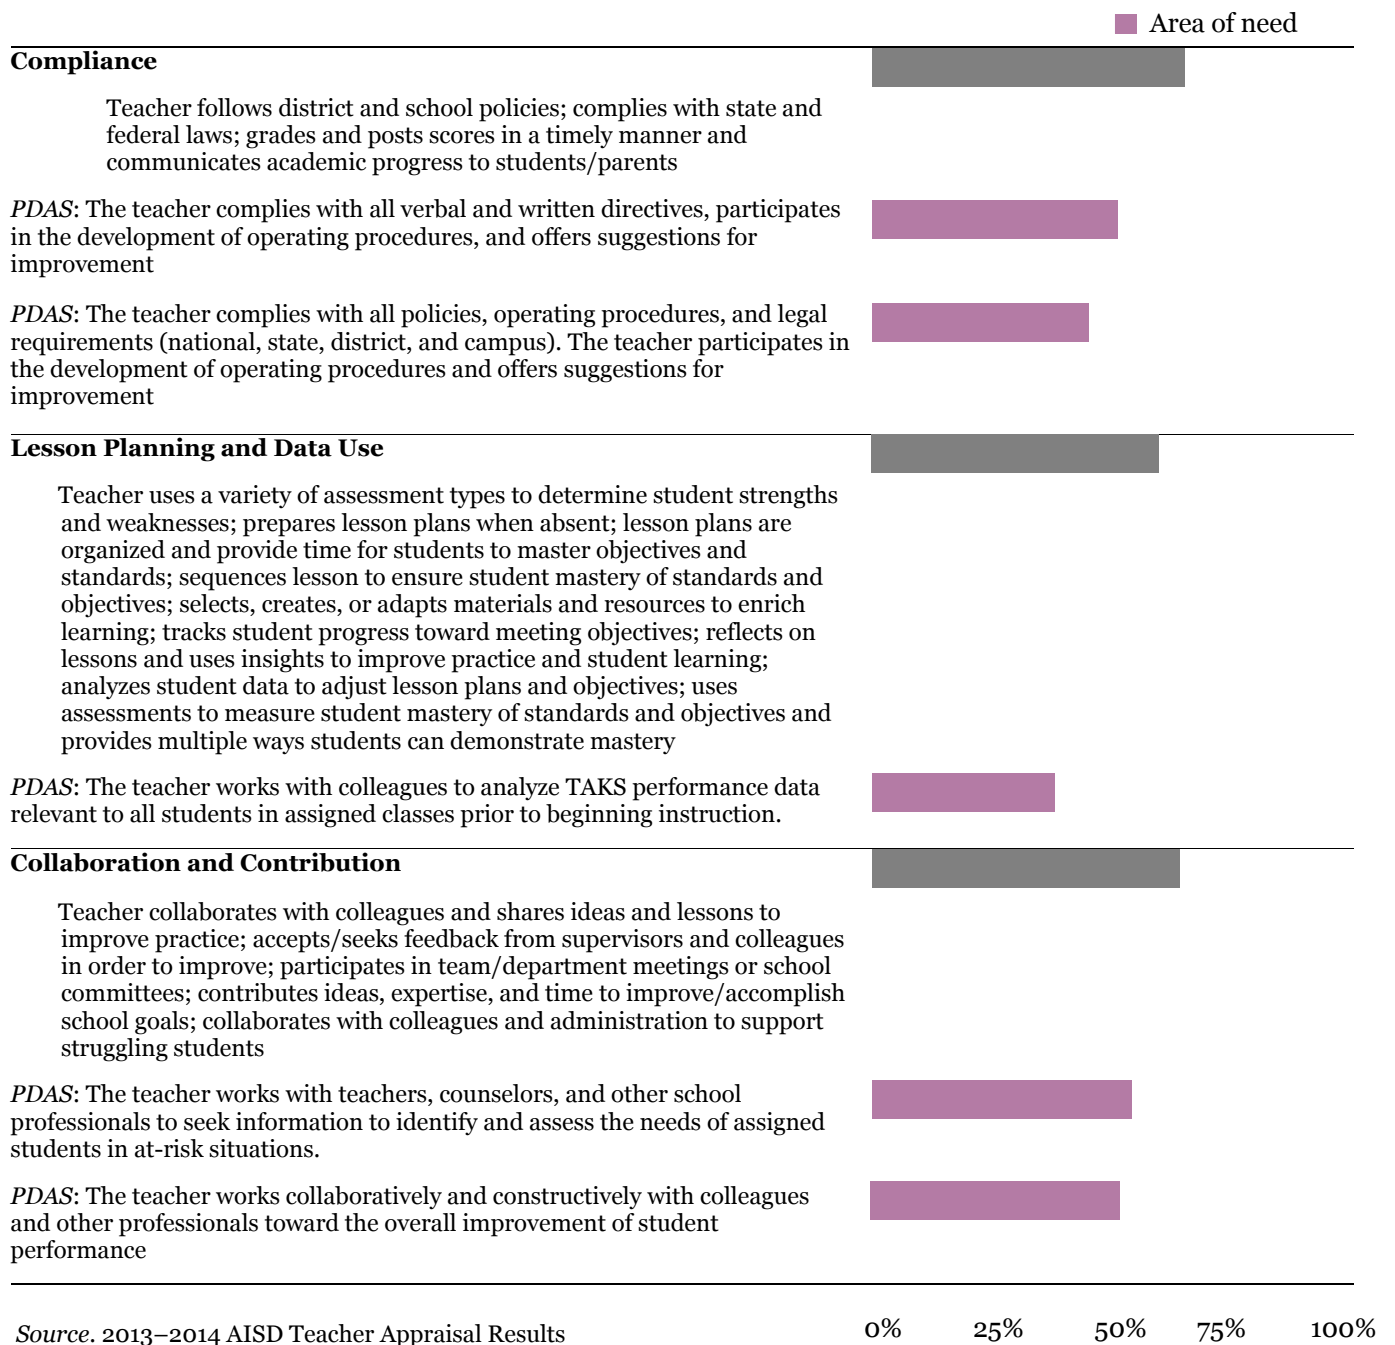 Area of need
Compliance
Teacher follows district and school policies; complies with state and
federal laws; grades and posts scores in a timely manner and
communicates academic progress to students/parents
PDAS: The teacher complies with all verbal and written directives, participates
in the development of operating procedures, and offers suggestions for
improvement
PDAS: The teacher complies with all policies, operating procedures, and legal
requirements (national, state, district, and campus). The teacher participates in
the development of operating procedures and offers suggestions for
improvement
Lesson Planning and Data Use
Teacher uses a variety of assessment types to determine student strengths
and weaknesses; prepares lesson plans when absent; lesson plans are
organized and provide time for students to master objectives and
standards; sequences lesson to ensure student mastery of standards and
objectives; selects, creates, or adapts materials and resources to enrich
learning; tracks student progress toward meeting objectives; reflects on
lessons and uses insights to improve practice and student learning;
analyzes student data to adjust lesson plans and objectives; uses
assessments to measure student mastery of standards and objectives and
provides multiple ways students can demonstrate mastery
PDAS: The teacher works with colleagues to analyze TAKS performance data
relevant to all students in assigned classes prior to beginning instruction.
Collaboration and Contribution
Teacher collaborates with colleagues and shares ideas and lessons to
improve practice; accepts/seeks feedback from supervisors and colleagues
in order to improve; participates in team/department meetings or school
committees; contributes ideas, expertise, and time to improve/accomplish
school goals; collaborates with colleagues and administration to support
struggling students
PDAS: The teacher works with teachers, counselors, and other school
professionals to seek information to identify and assess the needs of assigned
students in at-risk situations.
PDAS: The teacher works collaboratively and constructively with colleagues
and other professionals toward the overall improvement of student
performance
Source. 2013–2014 AISD Teacher Appraisal Results
0% 25% 50% 75% 100%